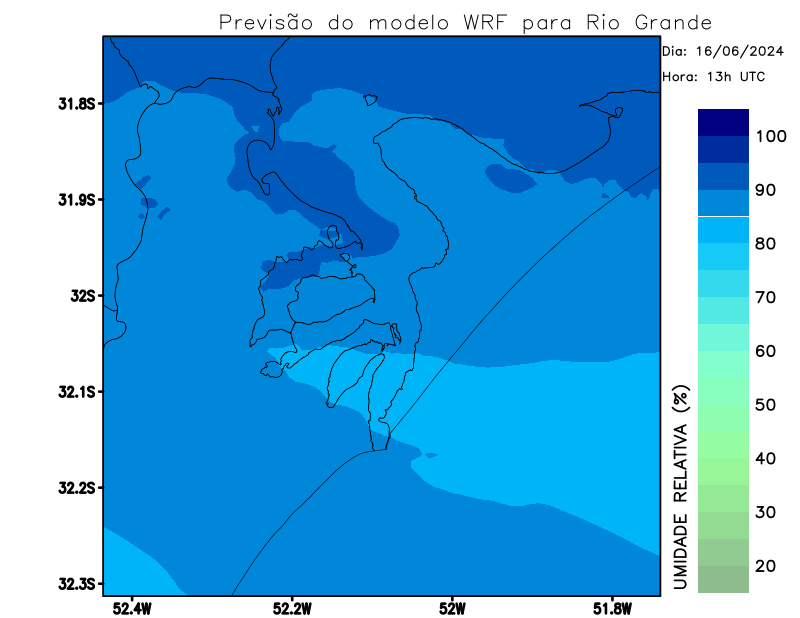 Previsão do modelo WRF para Rio Grande
Dia: 16/06/2024
Hora: 13h UTC
31.8S
31.9S
32S
32.1S
32.2S
32.3S
52.4W
52.2W
52W
51.8W
100
90
80
70
60
50
40
30
20
UMIDADE RELATIVA (%)